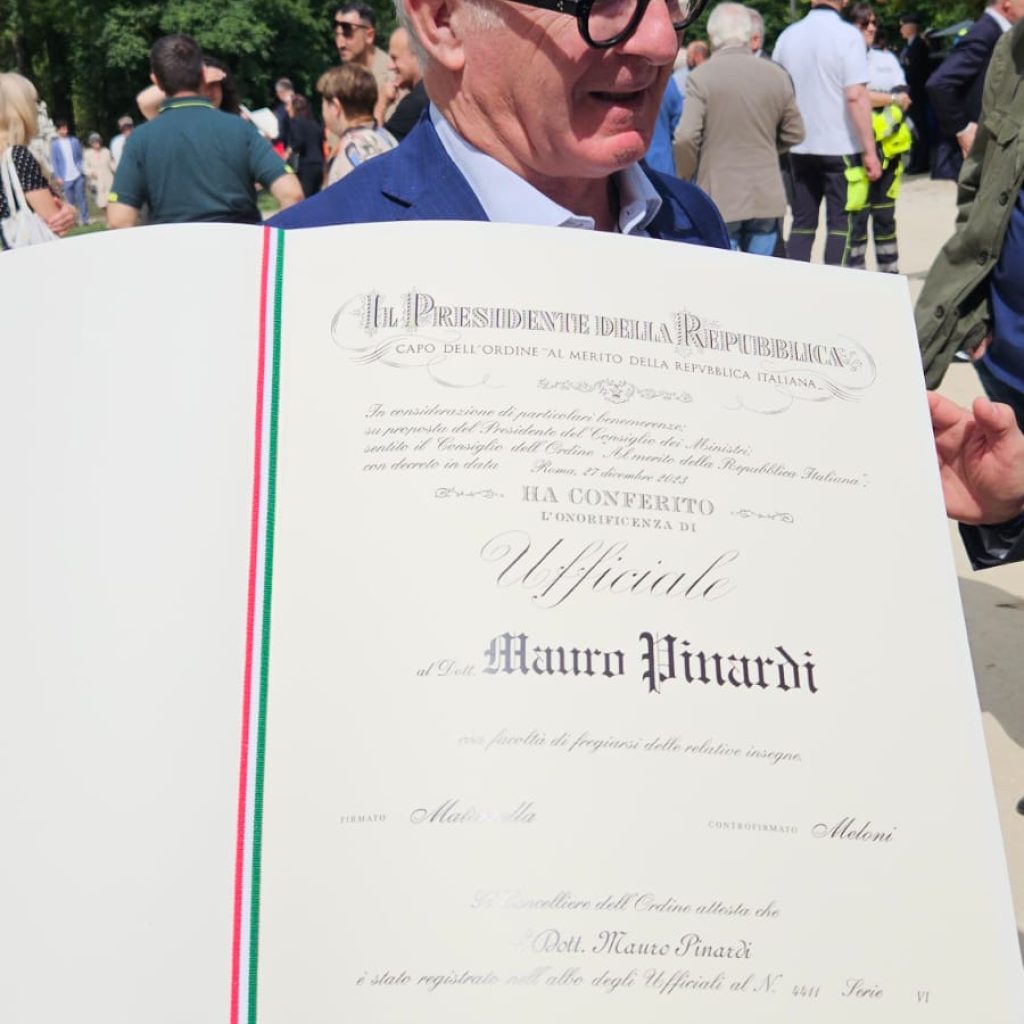 IL PRESIDENTE DELLA REPUBBLICA
CAPO DELL'ORDINE "AL MERITO DELLA REPVBBLICA ITALIANA"
In considerazione di particolari benemerenze;
su proposta del Presidente del Consiglio dei Ministri;
sentito il Consiglio dell'Ordine "Al merito della Repubblica Italiana";
con decreto in data Roma, 27 dicembre 2023
HA CONFERITO
L'ONORIFICENZA DI
Ufficiale
al Dott. Mauro Pinardi
con facoltà di fregiarsi delle relative insegne.
FIRMATO Mattarella CONTROFIRMATO Meloni
Il Cancelliere dell'Ordine attesta che
il Dott. Mauro Pinardi
è stato registrato nell'albo degli Ufficiali al N. 4411 Serie VI